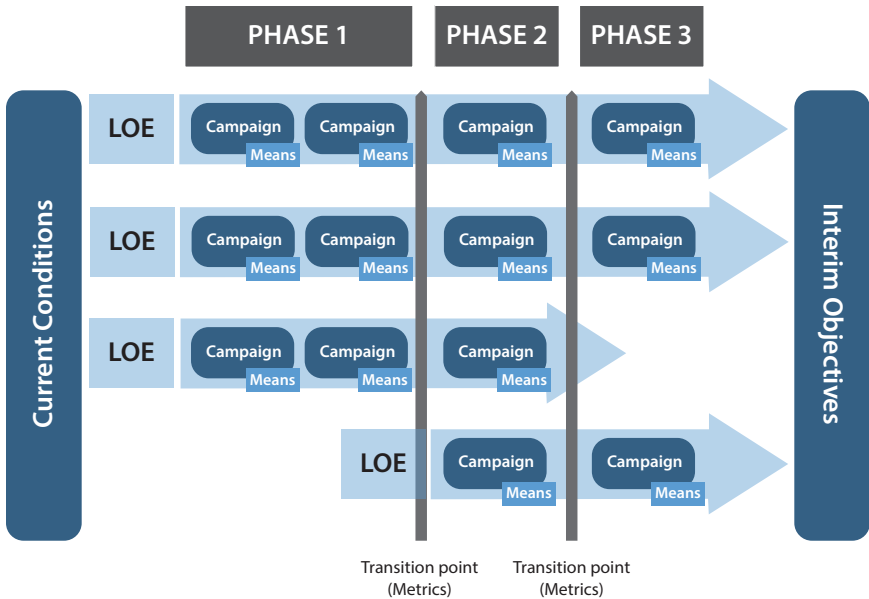 PHASE 1
PHASE 2
PHASE 3
Current Conditions
LOE
Campaign
Means
Campaign
Means
Campaign
Means
Campaign
Means
LOE
Campaign
Means
Campaign
Means
Campaign
Means
Campaign
Means
LOE
Campaign
Means
Campaign
Means
Campaign
Means
LOE
Campaign
Means
Campaign
Means
Interim Objectives
Transition point
(Metrics)
Transition point
(Metrics)